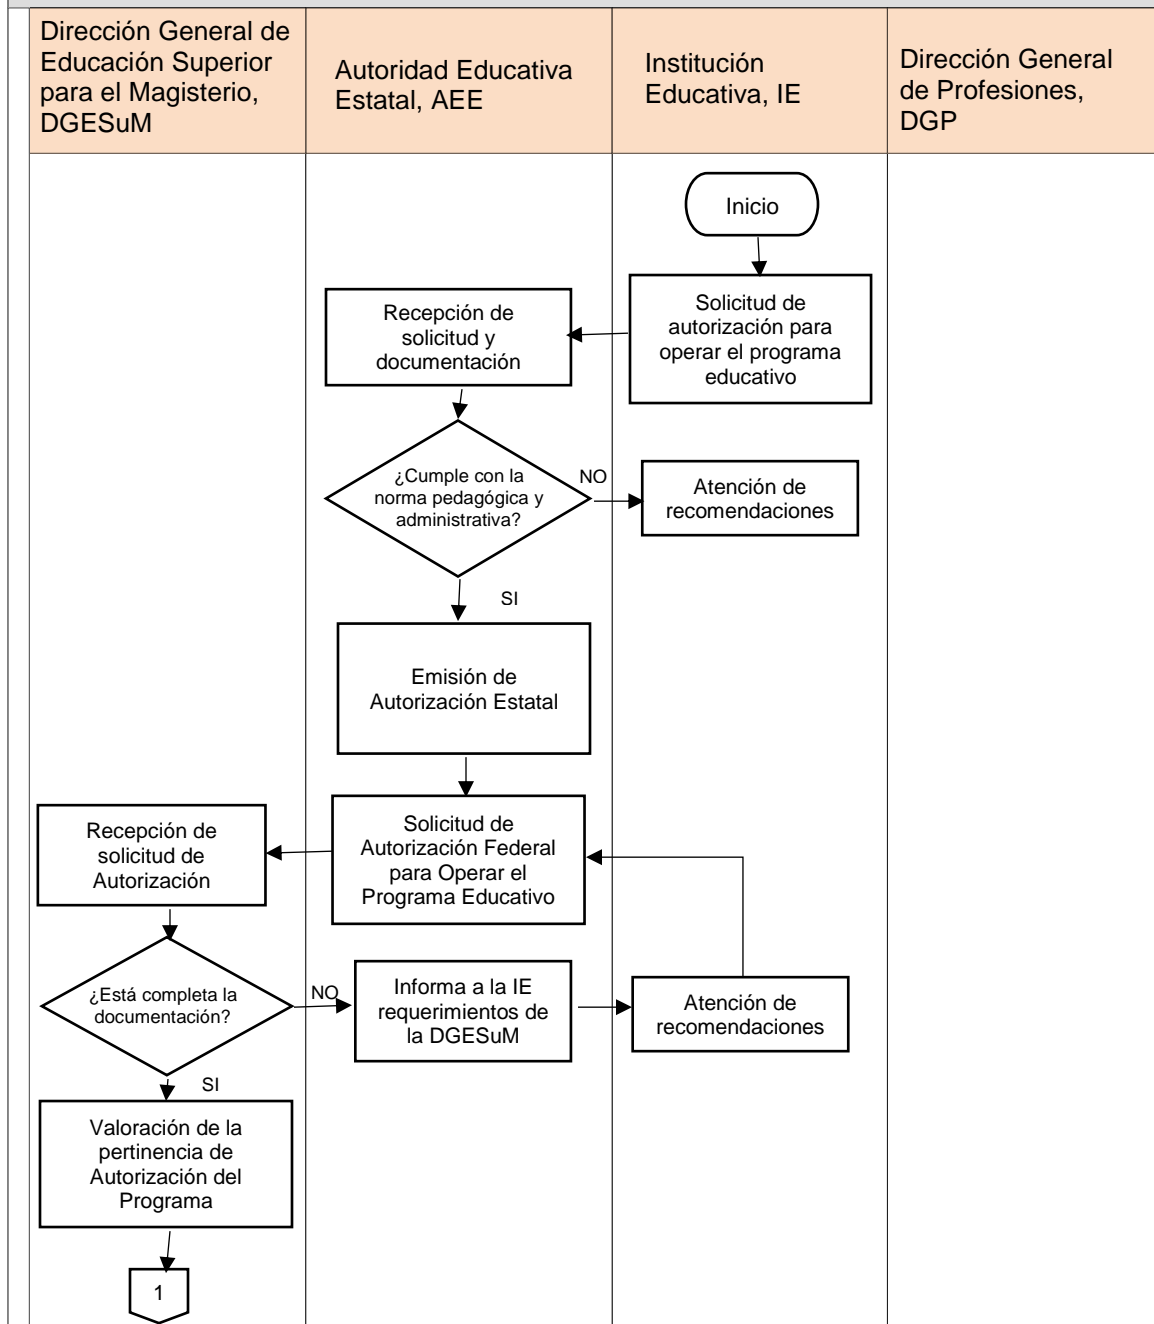 Dirección General de
Educación Superior
para el Magisterio,
DGESuM
Autoridad Educativa
Estatal, AEE
Institución
Educativa, IE
Dirección General
de Profesiones,
DGP
Inicio
Solicitud de
autorización para
operar el programa
educativo
Recepción de
solicitud y
documentación
¿Cumple con la
norma pedagógica y
administrativa?
NO
Atención de
recomendaciones
SI
Emisión de
Autorización Estatal
Solicitud de
Autorización Federal
para Operar el
Programa Educativo
Recepción de
solicitud de
Autorización
¿Está completa la
documentación?
NO
Informa a la IE
requerimientos de
la DGESuM
Atención de
recomendaciones
SI
Valoración de la
pertinencia de
Autorización del
Programa
1